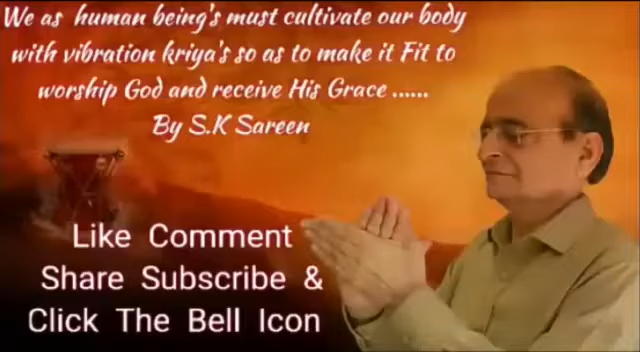 We as human being's must cultivate our body
with vibration kriya's so as to make it Fit to
worship God and receive His Grace ......
By S.K Sareen
Like Comment
Share Subscribe &
Click The Bell Icon